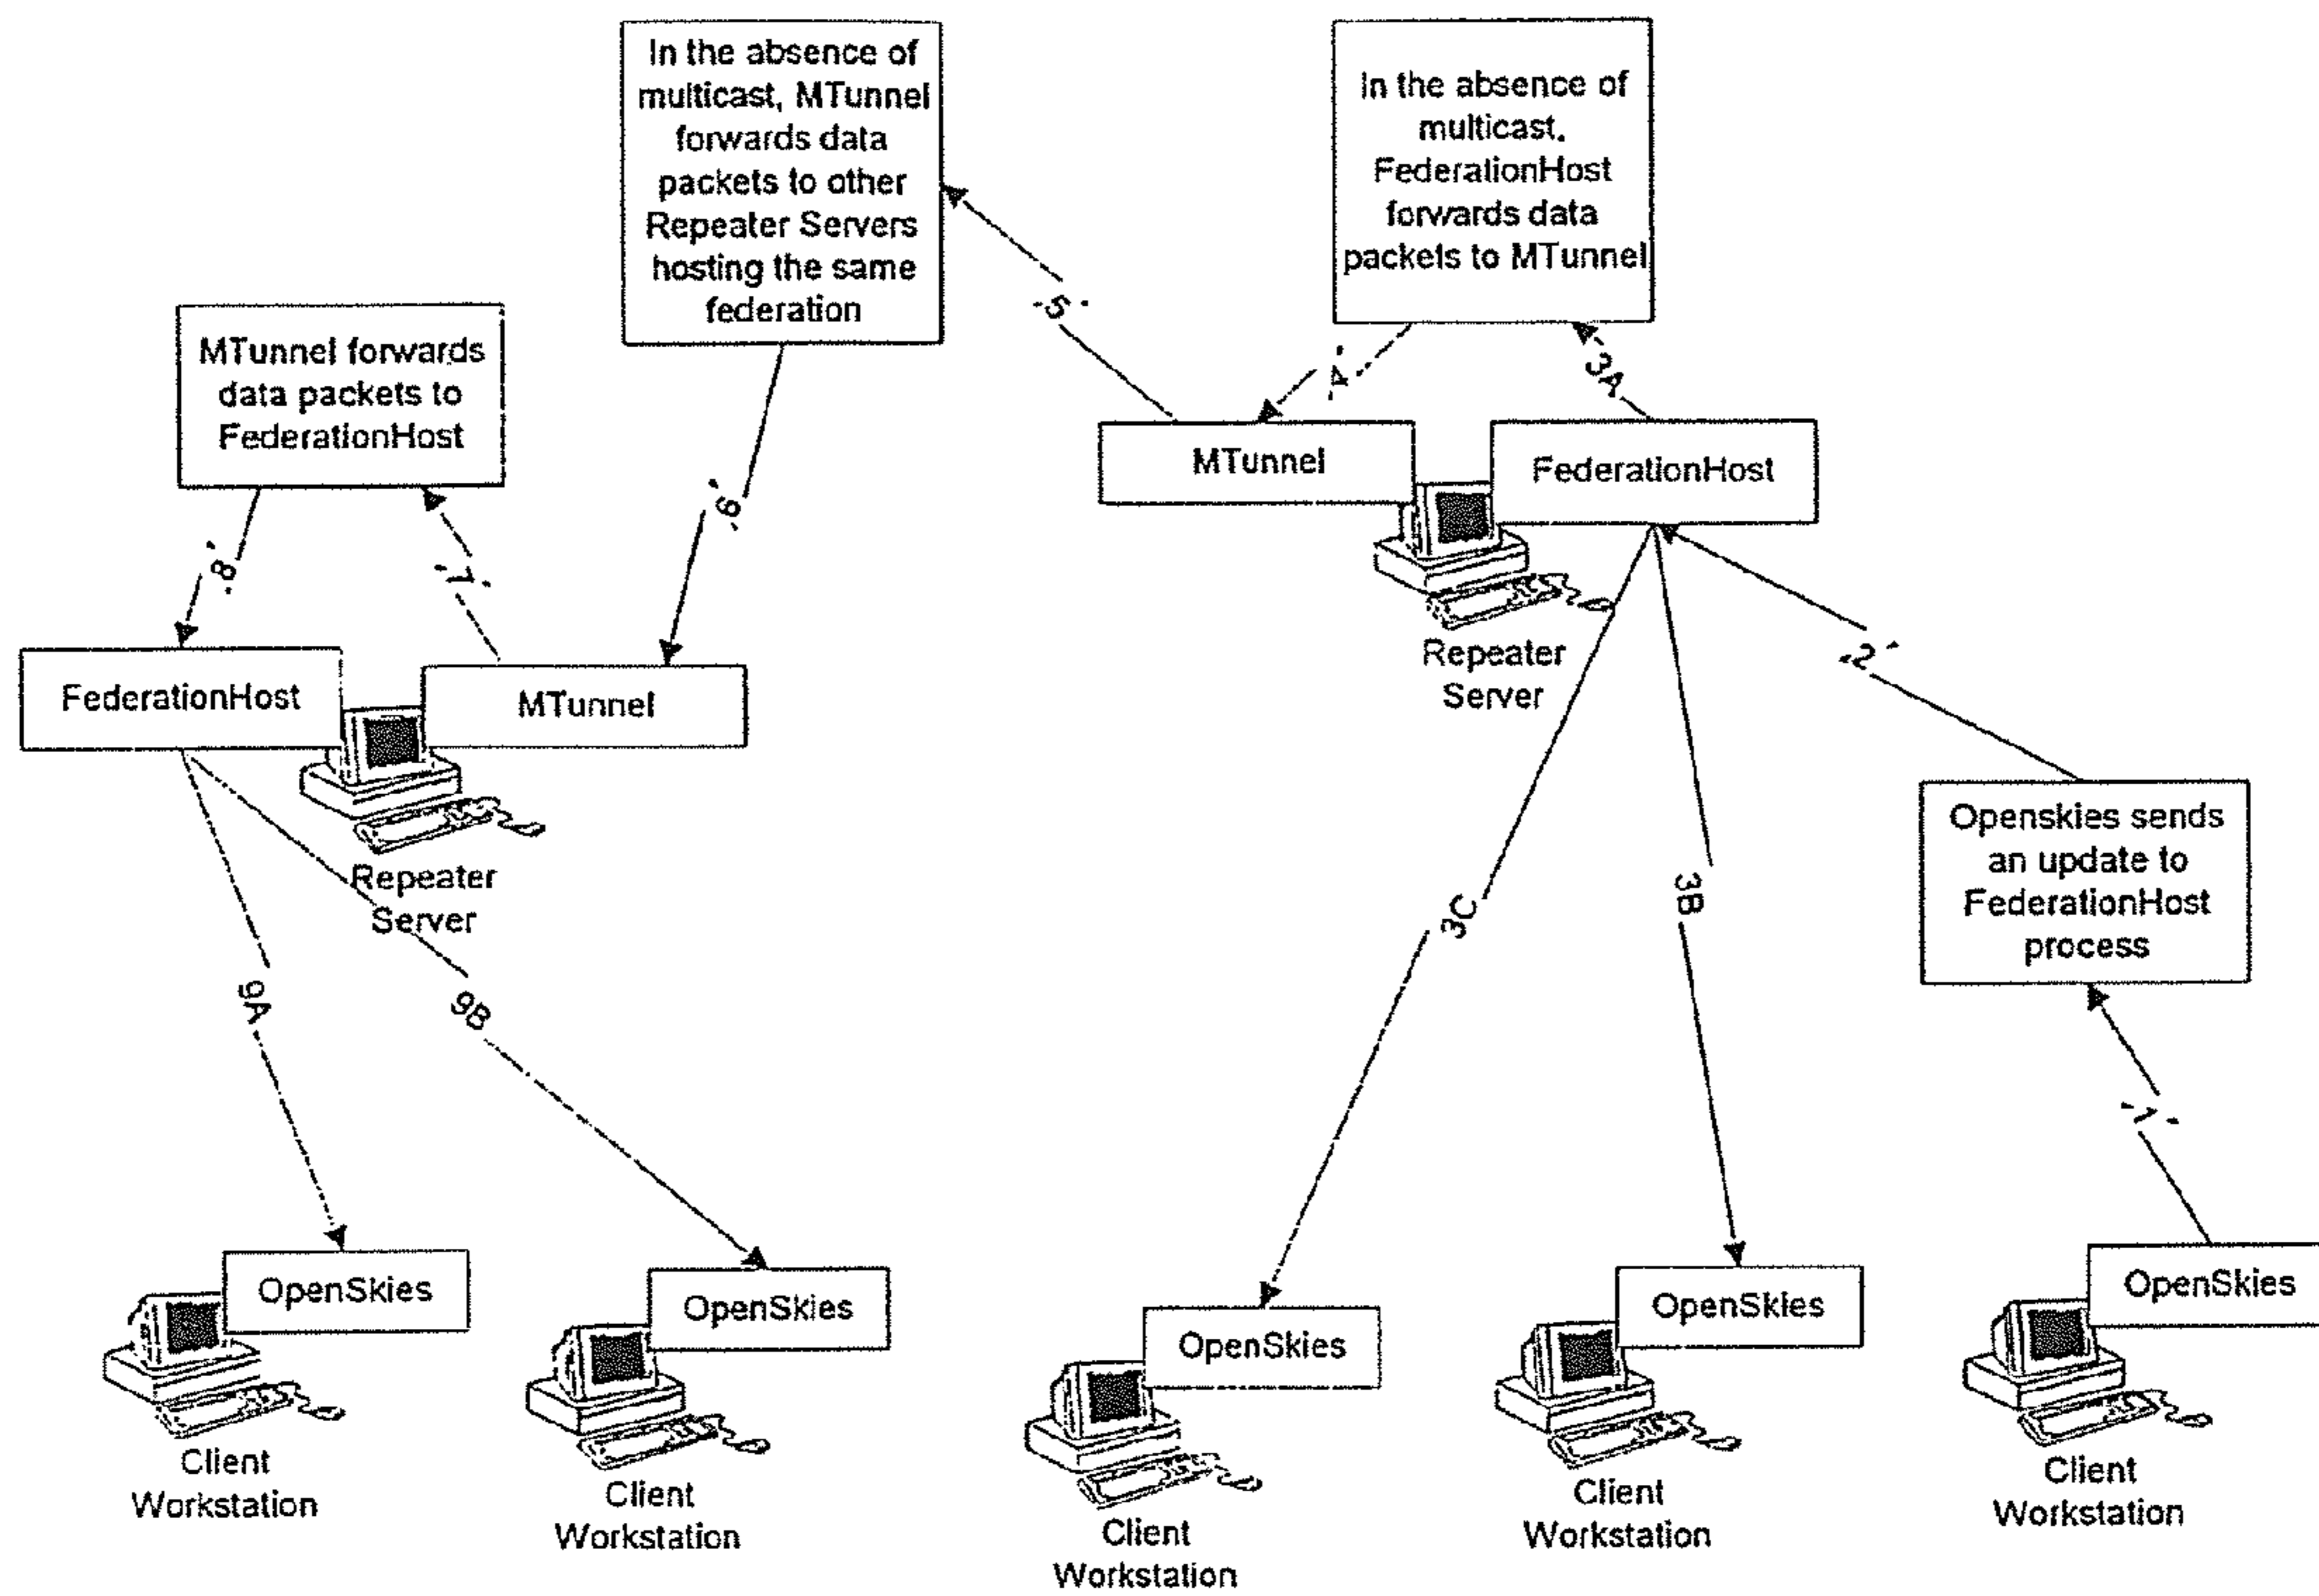 In the absence of
multicast, MTunnel
forwards data
packets to other
Repeater Servers
hosting the same
federation
In the absence of
multicast.
FederationHost
forwards data
packets to MTunnel
MTunnel forwards
data packets to
FederationHost
5
4
3A
MTunnel
FederationHost
6
8
7
Repeater
Server
2
FederationHost
MTunnel
Openskies sends
an update to
FederationHost
process
Repeater
Server
3C
3B
9A
9B
1
OpenSkies
OpenSkies
OpenSkies
OpenSkies
OpenSkies
Client
Workstation
Client
Workstation
Client
Workstation
Client
Workstation
Client
Workstation